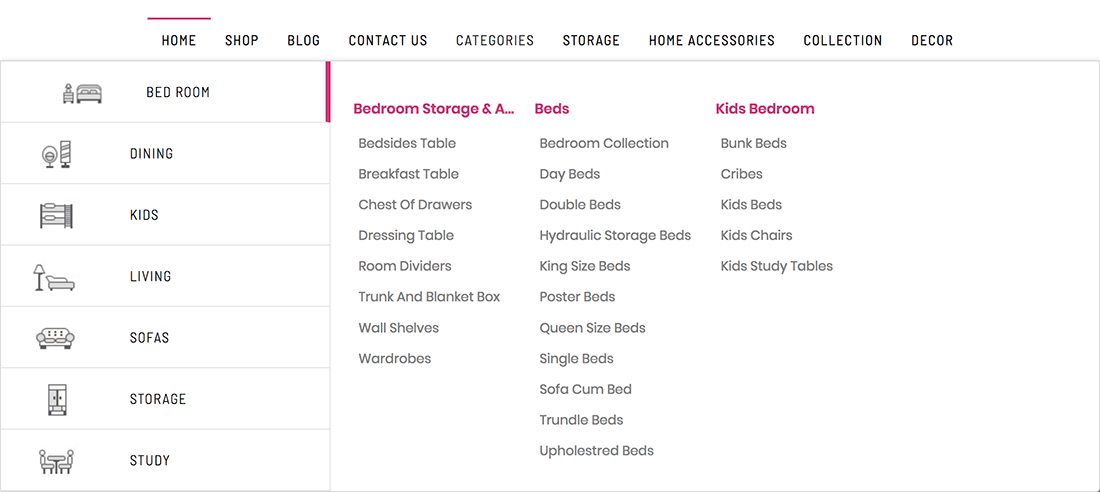 HOME SHOP BLOG CONTACT US CATEGORIES STORAGE HOME ACCESSORIES COLLECTION DECOR
BED ROOM
DINING
KIDS
LIVING
SOFAS
STORAGE
STUDY
Bedroom Storage & A...
Bedsides Table
Breakfast Table
Chest Of Drawers
Dressing Table
Room Dividers
Trunk And Blanket Box
Wall Shelves
Wardrobes
Beds
Bedroom Collection
Day Beds
Double Beds
Hydraulic Storage Beds
King Size Beds
Poster Beds
Queen Size Beds
Single Beds
Sofa Cum Bed
Trundle Beds
Upholestred Beds
Kids Bedroom
Bunk Beds
Cribes
Kids Beds
Kids Chairs
Kids Study Tables